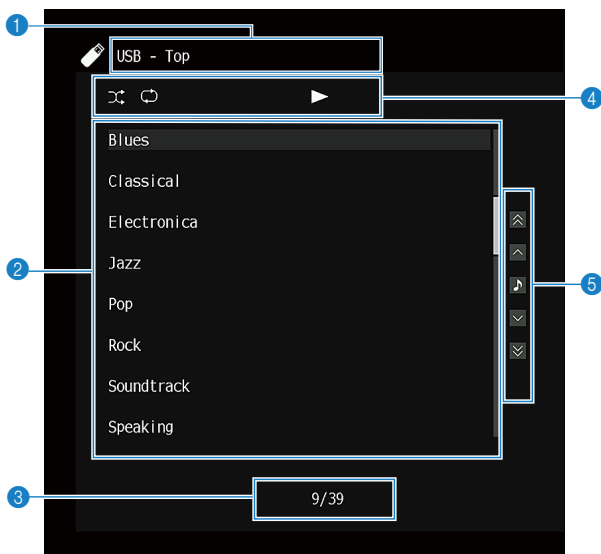 1
USB - Top
4
Blues
Classical
Electronica
2
Jazz
5
Pop
Rock
Soundtrack
Speaking
3
9/39